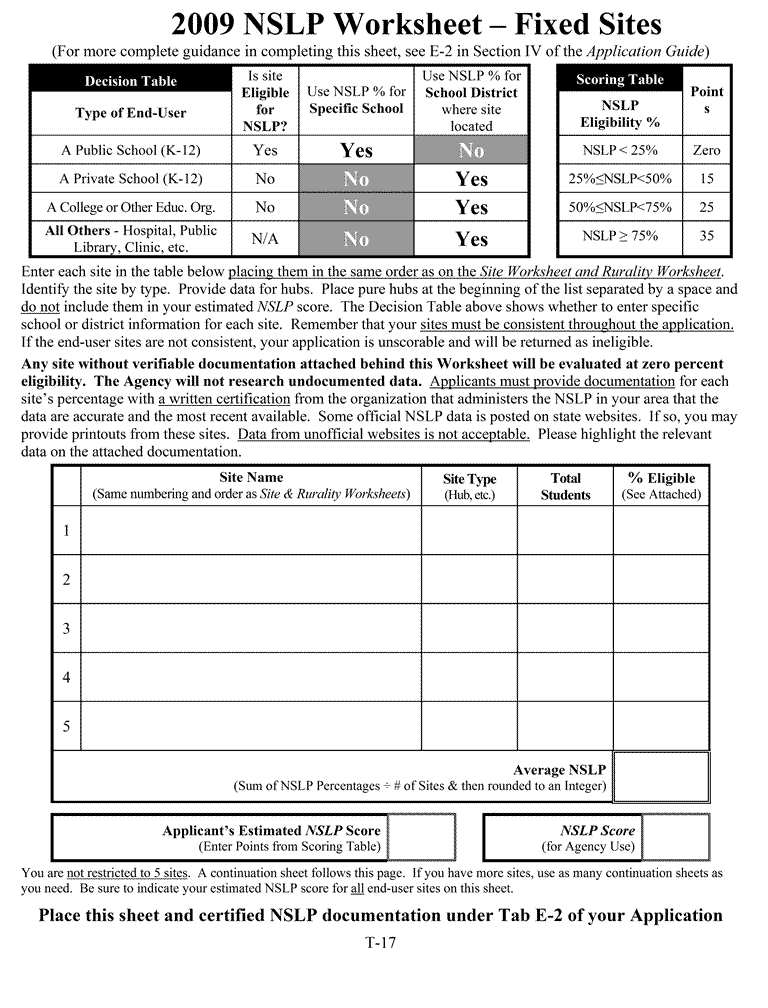 2009 NSLP Worksheet – Fixed Sites
(For more complete guidance in completing this sheet, see E-2 in Section IV of the Application Guide)
Decision Table
Type of End-User
Is site
Eligible
for
NSLP?
Use NSLP % for
Specific School
Use NSLP % for
School District
where site
located
A Public School (K-12) Yes Yes No
A Private School (K-12) No No Yes
A College or Other Educ. Org. No No Yes
All Others - Hospital, Public
Library, Clinic, etc.
N/A No Yes
Scoring Table
NSLP
Eligibility %
Point
s
NSLP < 25% Zero
25%≤NSLP<50% 15
50%≤NSLP<75% 25
NSLP ≥ 75% 35
Enter each site in the table below placing them in the same order as on the Site Worksheet and Rurality Worksheet.
Identify the site by type. Provide data for hubs. Place pure hubs at the beginning of the list separated by a space and
do not include them in your estimated NSLP score. The Decision Table above shows whether to enter specific
school or district information for each site. Remember that your sites must be consistent throughout the application.
If the end-user sites are not consistent, your application is unscorable and will be returned as ineligible.
Any site without verifiable documentation attached behind this Worksheet will be evaluated at zero percent
eligibility. The Agency will not research undocumented data. Applicants must provide documentation for each
site's percentage with a written certification from the organization that administers the NSLP in your area that the
data are accurate and the most recent available. Some official NSLP data is posted on state websites. If so, you may
provide printouts from these sites. Data from unofficial websites is not acceptable. Please highlight the relevant
data on the attached documentation.
Site Name
(Same numbering and order as Site & Rurality Worksheets)
Site Type
(Hub, etc.)
Total
Students
% Eligible
(See Attached)
1
2
3
4
5
Average NSLP
(Sum of NSLP Percentages ÷ # of Sites & then rounded to an Integer)
Applicant's Estimated NSLP Score
(Enter Points from Scoring Table)
NSLP Score
(for Agency Use)
You are not restricted to 5 sites. A continuation sheet follows this page. If you have more sites, use as many continuation sheets as
you need. Be sure to indicate your estimated NSLP score for all end-user sites on this sheet.
Place this sheet and certified NSLP documentation under Tab E-2 of your Application
T-17